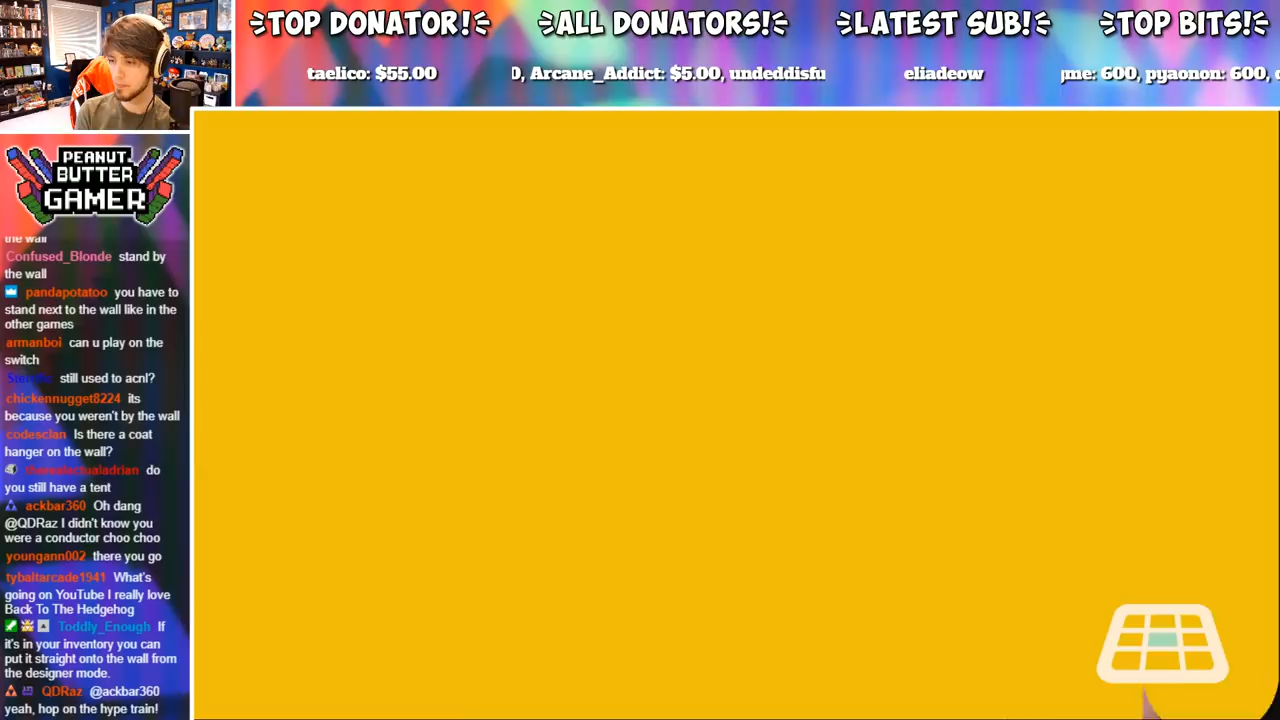 TOP DONATOR! ALL DONATORS! LATEST SUB! TOP BITS!
taelico: $55.00 , Arcane_Addict: $5.00, undeddisfu eliadeow me: 600, pyaonon: 600,
PEANUT
BUTTER
GAMER
the wall
Confused_Blonde stand by
the wall
pandapotatoo you have to
stand next to the wall like in the
other games
armanboi can u play on the
switch
still used to acnl?
chickennugget8224 its
because you weren't by the wall
codesclan Is there a coat
hanger on the wall?
therealactualadrian do
you still have a tent
ackbar360 Oh dang
@QDRaz I didn't know you
were a conductor choo choo
youngann002 there you go
tybaltarcade1941 What's
going on YouTube I really love
Back To The Hedgehog
Toddly_Enough If
it's in your inventory you can
put it straight onto the wall from
the designer mode.
QDRaz @ackbar360
yeah, hop on the hype train!